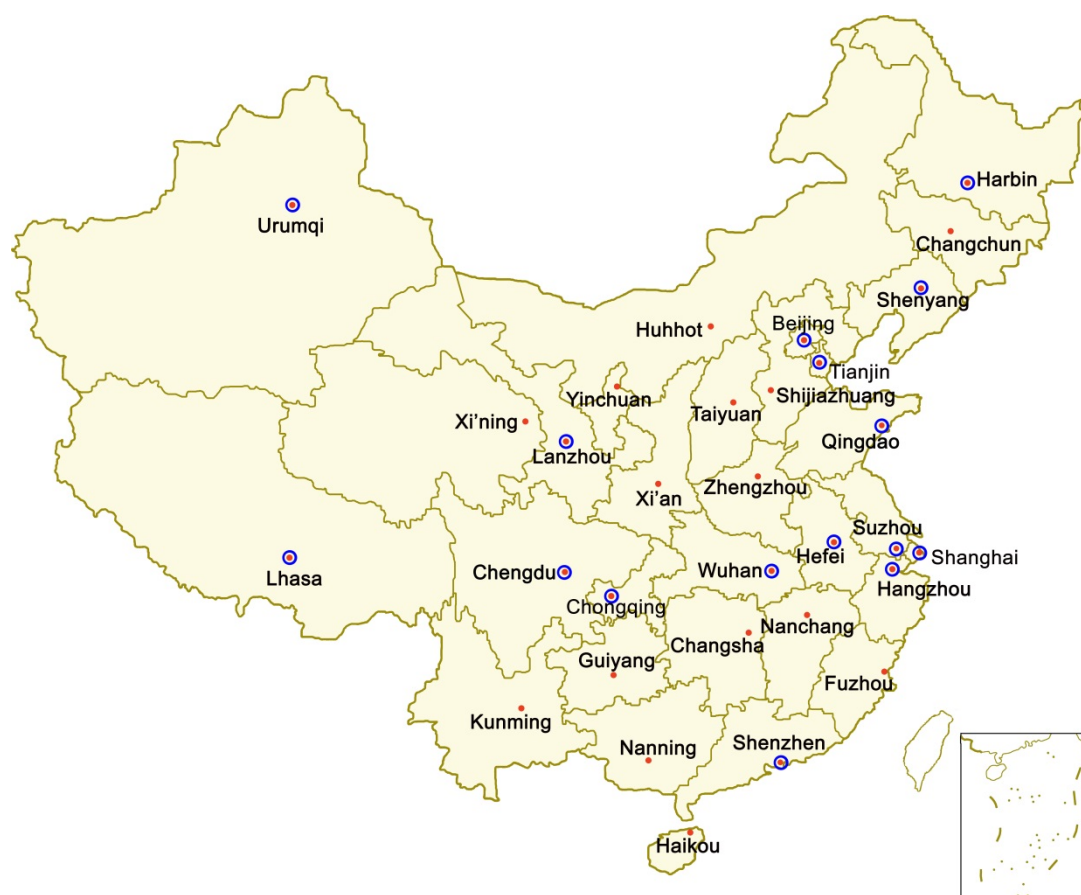 Harbin
Urumqi
Changchun
Shenyang
Beijing
Huhhot
Tianjin
Yinchuan
Shijiazhuang
Taiyuan
Xi'ning
Qingdao
Lanzhou
Zhengzhou
Xi'an
Suzhou
Hefei
Shanghai
Lhasa
Chengdu
Wuhan
Hangzhou
Chongqing
Nanchang
Changsha
Guiyang
Fuzhou
Kunming
Shenzhen
Nanning
Haikou